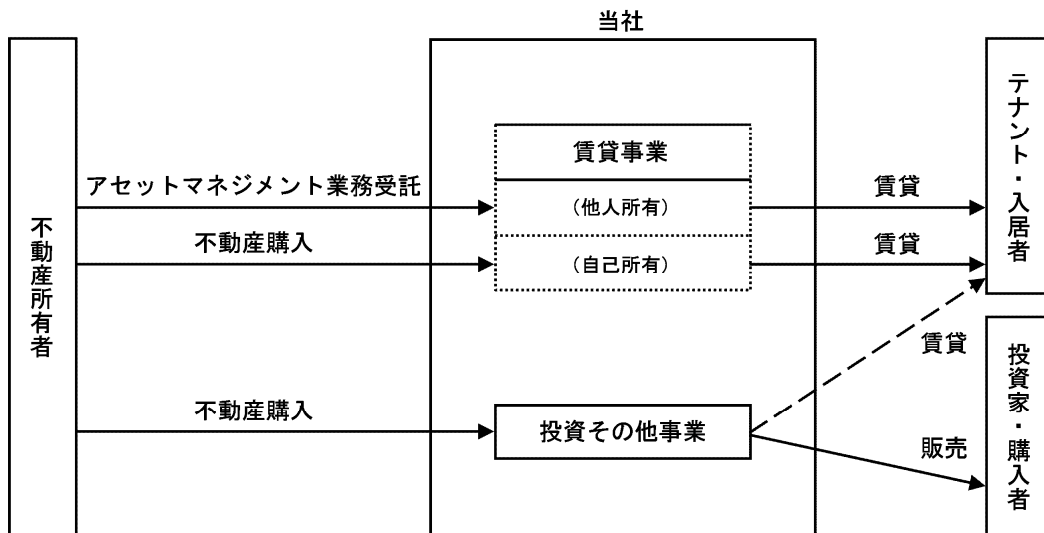 当社
不動産所有者
アセットマネジメント業務受託
不動産購入
不動産購入
賃貸事業
(他人所有)
(自己所有)
投資その他事業
賃貸
賃貸
賃貸
販売
テナント・入居者
投資家・購入者